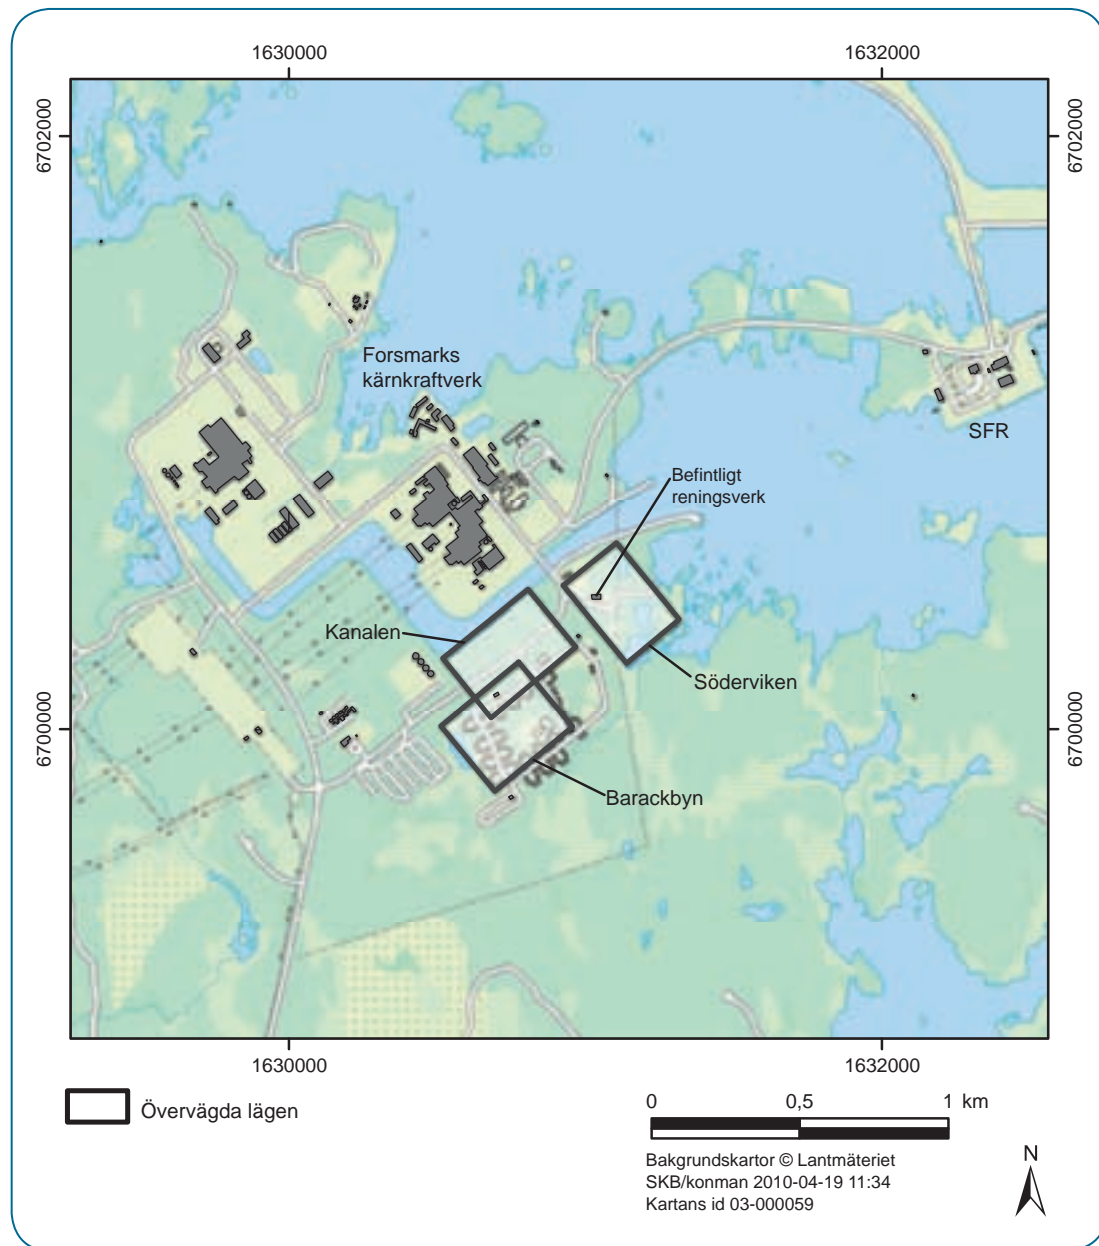 1630000
1632000
6702000
6702000
Forsmarks
kärnkraftverk
SFR
Befintligt
reningsverk
Kanalen
Söderviken
6700000
6700000
Barackbyn
1630000
1632000
Övervägda lägen
0 0,5 1 km
Bakgrundskartor © Lantmäteriet
SKB/konman 2010-04-19 11:34
Kartans id 03-000059
N